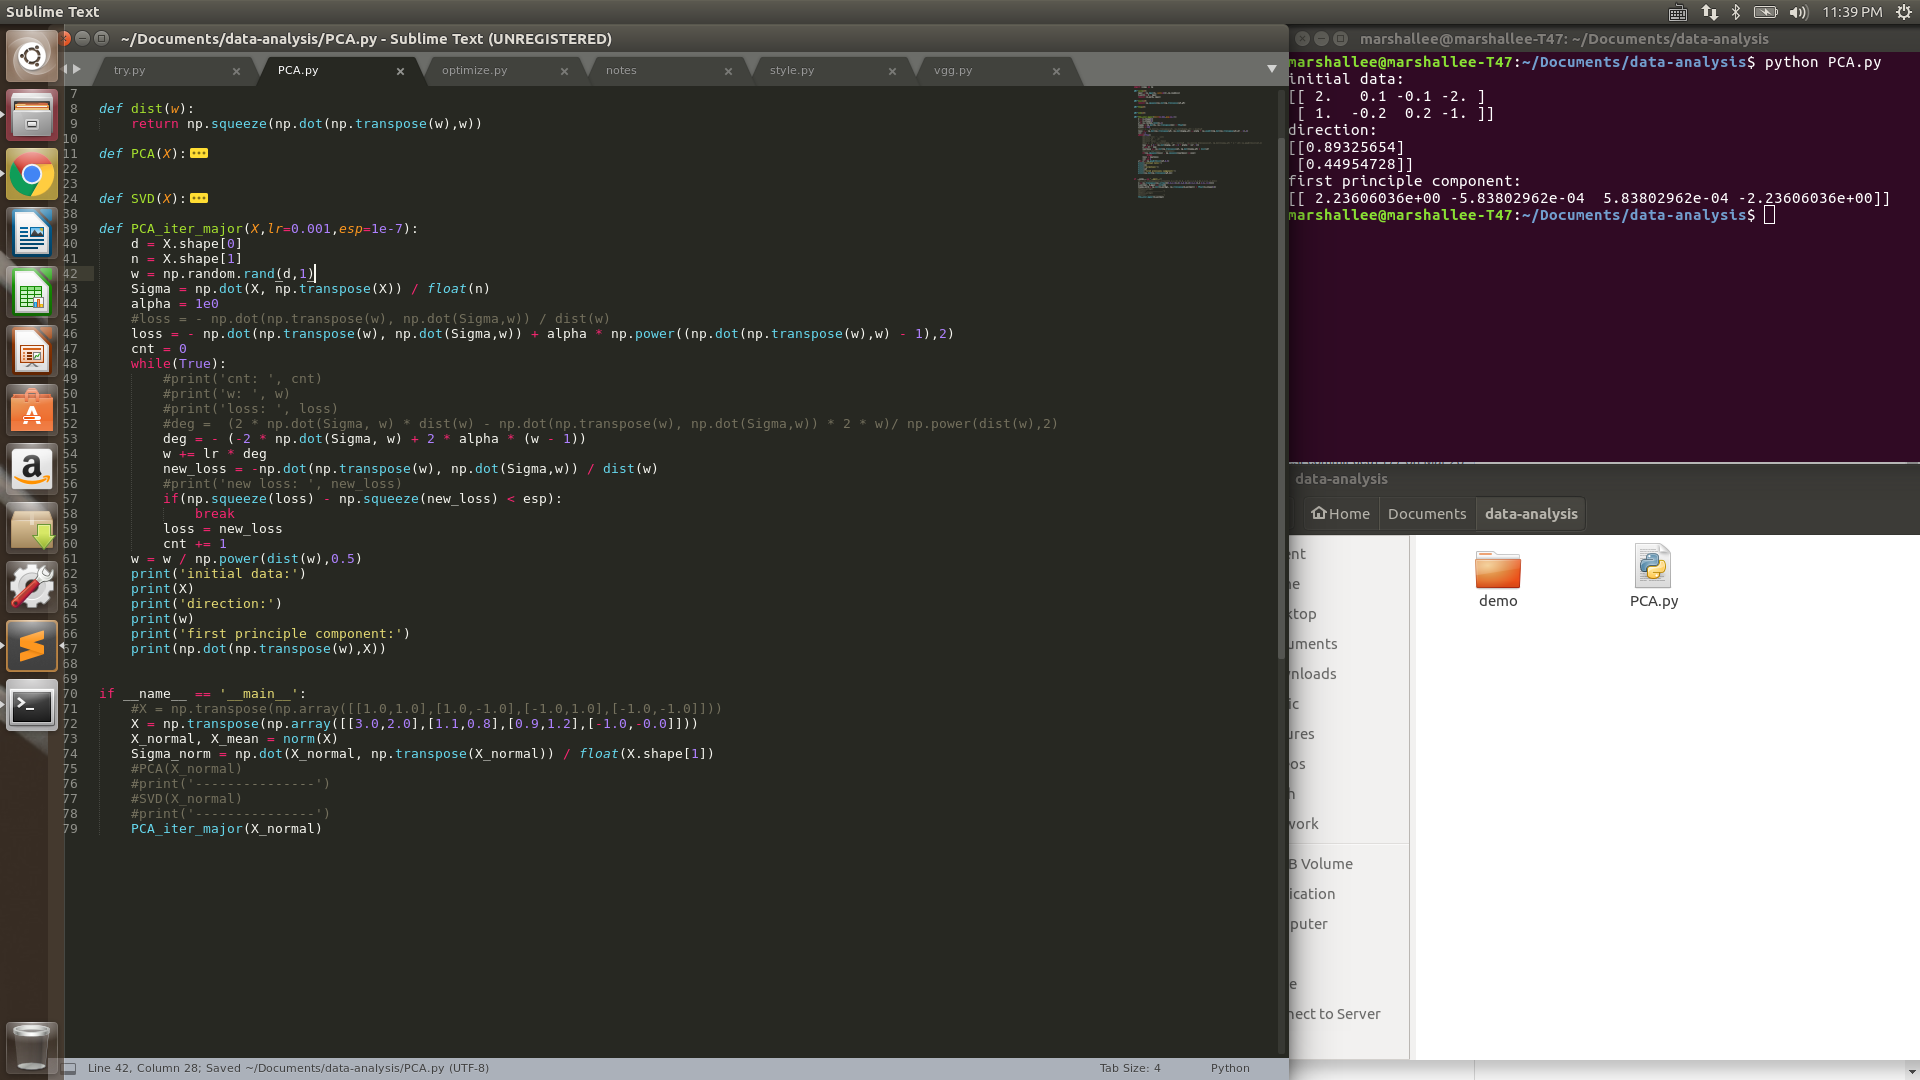 Sublime Text
11:39 PM
~/Documents/data-analysis/PCA.py - Sublime Text (UNREGISTERED)
try.py
PCA.py
optimize.py
notes
style.py
vgg.py
7
8 def dist(w):
9 return np.squeeze(np.dot(np.transpose(w),w))
10
11 def PCA(X):
22
23
24 def SVD(X):
38
39 def PCA_iter_major(X,lr=0.001,esp=1e-7):
40 d = X.shape[0]
41 n = X.shape[1]
42 w = np.random.rand(d,1)
43 Sigma = np.dot(X, np.transpose(X)) / float(n)
44 alpha = 1e0
45 #loss = - np.dot(np.transpose(w), np.dot(Sigma,w)) / dist(w)
46 loss = - np.dot(np.transpose(w), np.dot(Sigma,w)) + alpha * np.power((np.dot(np.transpose(w),w) - 1),2)
47 cnt = 0
48 while(True):
49 #print('cnt: ', cnt)
50 #print('w: ', w)
51 #print('loss: ', loss)
52 #deg =  (2 * np.dot(Sigma, w) * dist(w) - np.dot(np.transpose(w), np.dot(Sigma,w)) * 2 * w)/ np.power(dist(w),2)
53 deg = - (-2 * np.dot(Sigma, w) + 2 * alpha * (w - 1))
54 w += lr * deg
55 new_loss = -np.dot(np.transpose(w), np.dot(Sigma,w)) / dist(w)
56 #print('new loss: ', new_loss)
57 if(np.squeeze(loss) - np.squeeze(new_loss) < esp):
58 break
59 loss = new_loss
60 cnt += 1
61 w = w / np.power(dist(w),0.5)
62 print('initial data:')
63 print(X)
64 print('direction:')
65 print(w)
66 print('first principle component:')
67 print(np.dot(np.transpose(w),X))
68
69
70 if __name__ == '__main__':
71 #X = np.transpose(np.array([[1.0,1.0],[1.0,-1.0],[-1.0,1.0],[-1.0,-1.0]]))
72 X = np.transpose(np.array([[3.0,2.0],[1.1,0.8],[0.9,1.2],[-1.0,-0.0]]))
73 X_normal, X_mean = norm(X)
74 Sigma_norm = np.dot(X_normal, np.transpose(X_normal)) / float(X.shape[1])
75 #PCA(X_normal)
76 #print('---------------')
77 #SVD(X_normal)
78 #print('---------------')
79 PCA_iter_major(X_normal)
Line 42, Column 28; Saved ~/Documents/data-analysis/PCA.py (UTF-8)
Tab Size: 4
Python
marshallee@marshallee-T47: ~/Documents/data-analysis
marshallee@marshallee-T47:~/Documents/data-analysis$ python PCA.py
initial data:
[[ 2.   0.1 -0.1 -2. ]
[ 1.  -0.2  0.2 -1. ]]
direction:
[[0.89325654]
[0.44954728]]
first principle component:
[[ 2.23606036e+00 -5.83802962e-04  5.83802962e-04 -2.23606036e+00]]
marshallee@marshallee-T47:~/Documents/data-analysis$
data-analysis
Home
Documents
data-analysis
ent
ne
ktop
uments
nloads
ic
ures
os
h
work
B Volume
ication
puter
e
nect to Server
demo
PCA.py